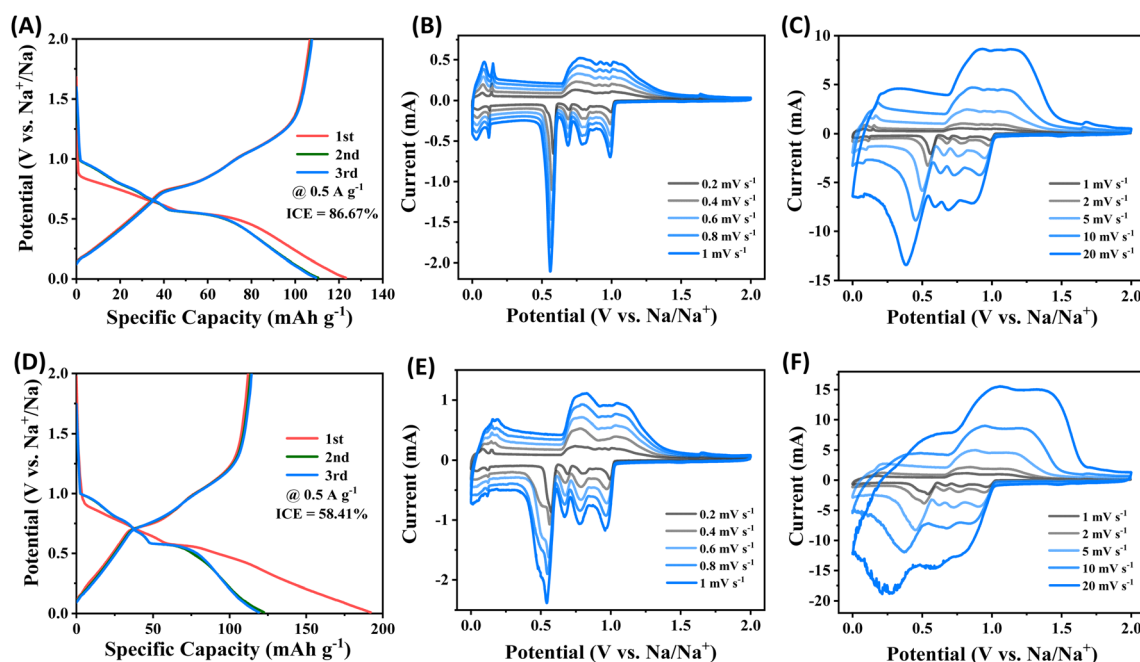 (A)
Potential (V vs. Na⁺/Na)
2.0
1.5
1.0
0.5
0.0
1st
2nd
3rd
@ 0.5 A g⁻¹
ICE = 86.67%
0 20 40 60 80 100 120 140
Specific Capacity (mAh g⁻¹)
(B)
Current (mA)
0.5
0.0
-0.5
-1.0
-1.5
-2.0
0.2 mV s⁻¹
0.4 mV s⁻¹
0.6 mV s⁻¹
0.8 mV s⁻¹
1 mV s⁻¹
0.0 0.5 1.0 1.5 2.0
Potential (V vs. Na/Na⁺)
(C)
Current (mA)
10
5
0
-5
-10
-15
1 mV s⁻¹
2 mV s⁻¹
5 mV s⁻¹
10 mV s⁻¹
20 mV s⁻¹
0.0 0.5 1.0 1.5 2.0
Potential (V vs. Na/Na⁺)
(D)
Potential (V vs. Na⁺/Na)
2.0
1.5
1.0
0.5
0.0
1st
2nd
3rd
@ 0.5 A g⁻¹
ICE = 58.41%
0 50 100 150 200
Specific Capacity (mAh g⁻¹)
(E)
Current (mA)
1
0
-1
-2
0.2 mV s⁻¹
0.4 mV s⁻¹
0.6 mV s⁻¹
0.8 mV s⁻¹
1 mV s⁻¹
0.0 0.5 1.0 1.5 2.0
Potential (V vs. Na/Na⁺)
(F)
Current (mA)
15
10
5
0
-5
-10
-15
-20
1 mV s⁻¹
2 mV s⁻¹
5 mV s⁻¹
10 mV s⁻¹
20 mV s⁻¹
0.0 0.5 1.0 1.5 2.0
Potential (V vs. Na/Na⁺)